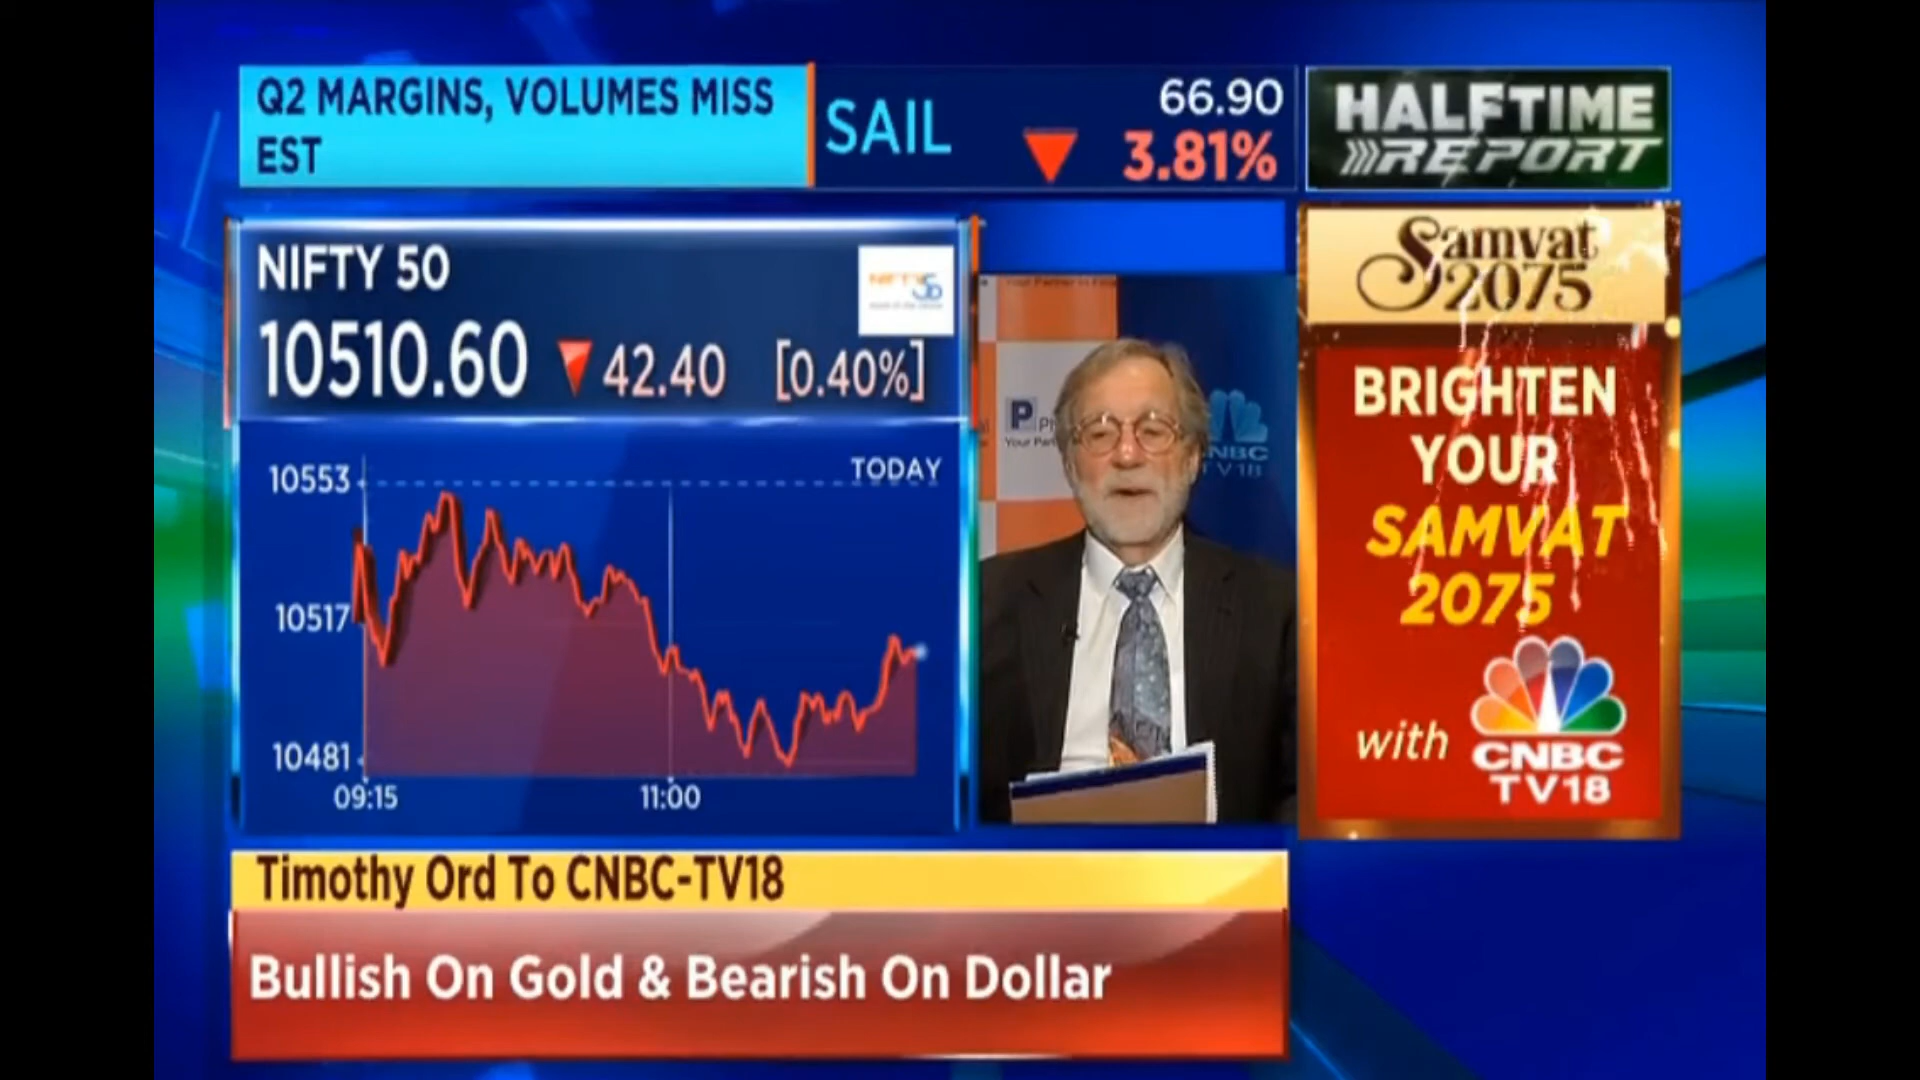 Q2 MARGINS, VOLUMES MISS
EST
SAIL
66.90
3.81%
HALFTIME
REPORT
NIFTY 50
10510.60 42.40 [0.40%]
TODAY
10553
10517
10481
09:15 11:00
P
CNBC
TV18
Samvat
2075
BRIGHTEN
YOUR
SAMVAT
2075
with
CNBC
TV18
Timothy Ord To CNBC-TV18
Bullish On Gold & Bearish On Dollar